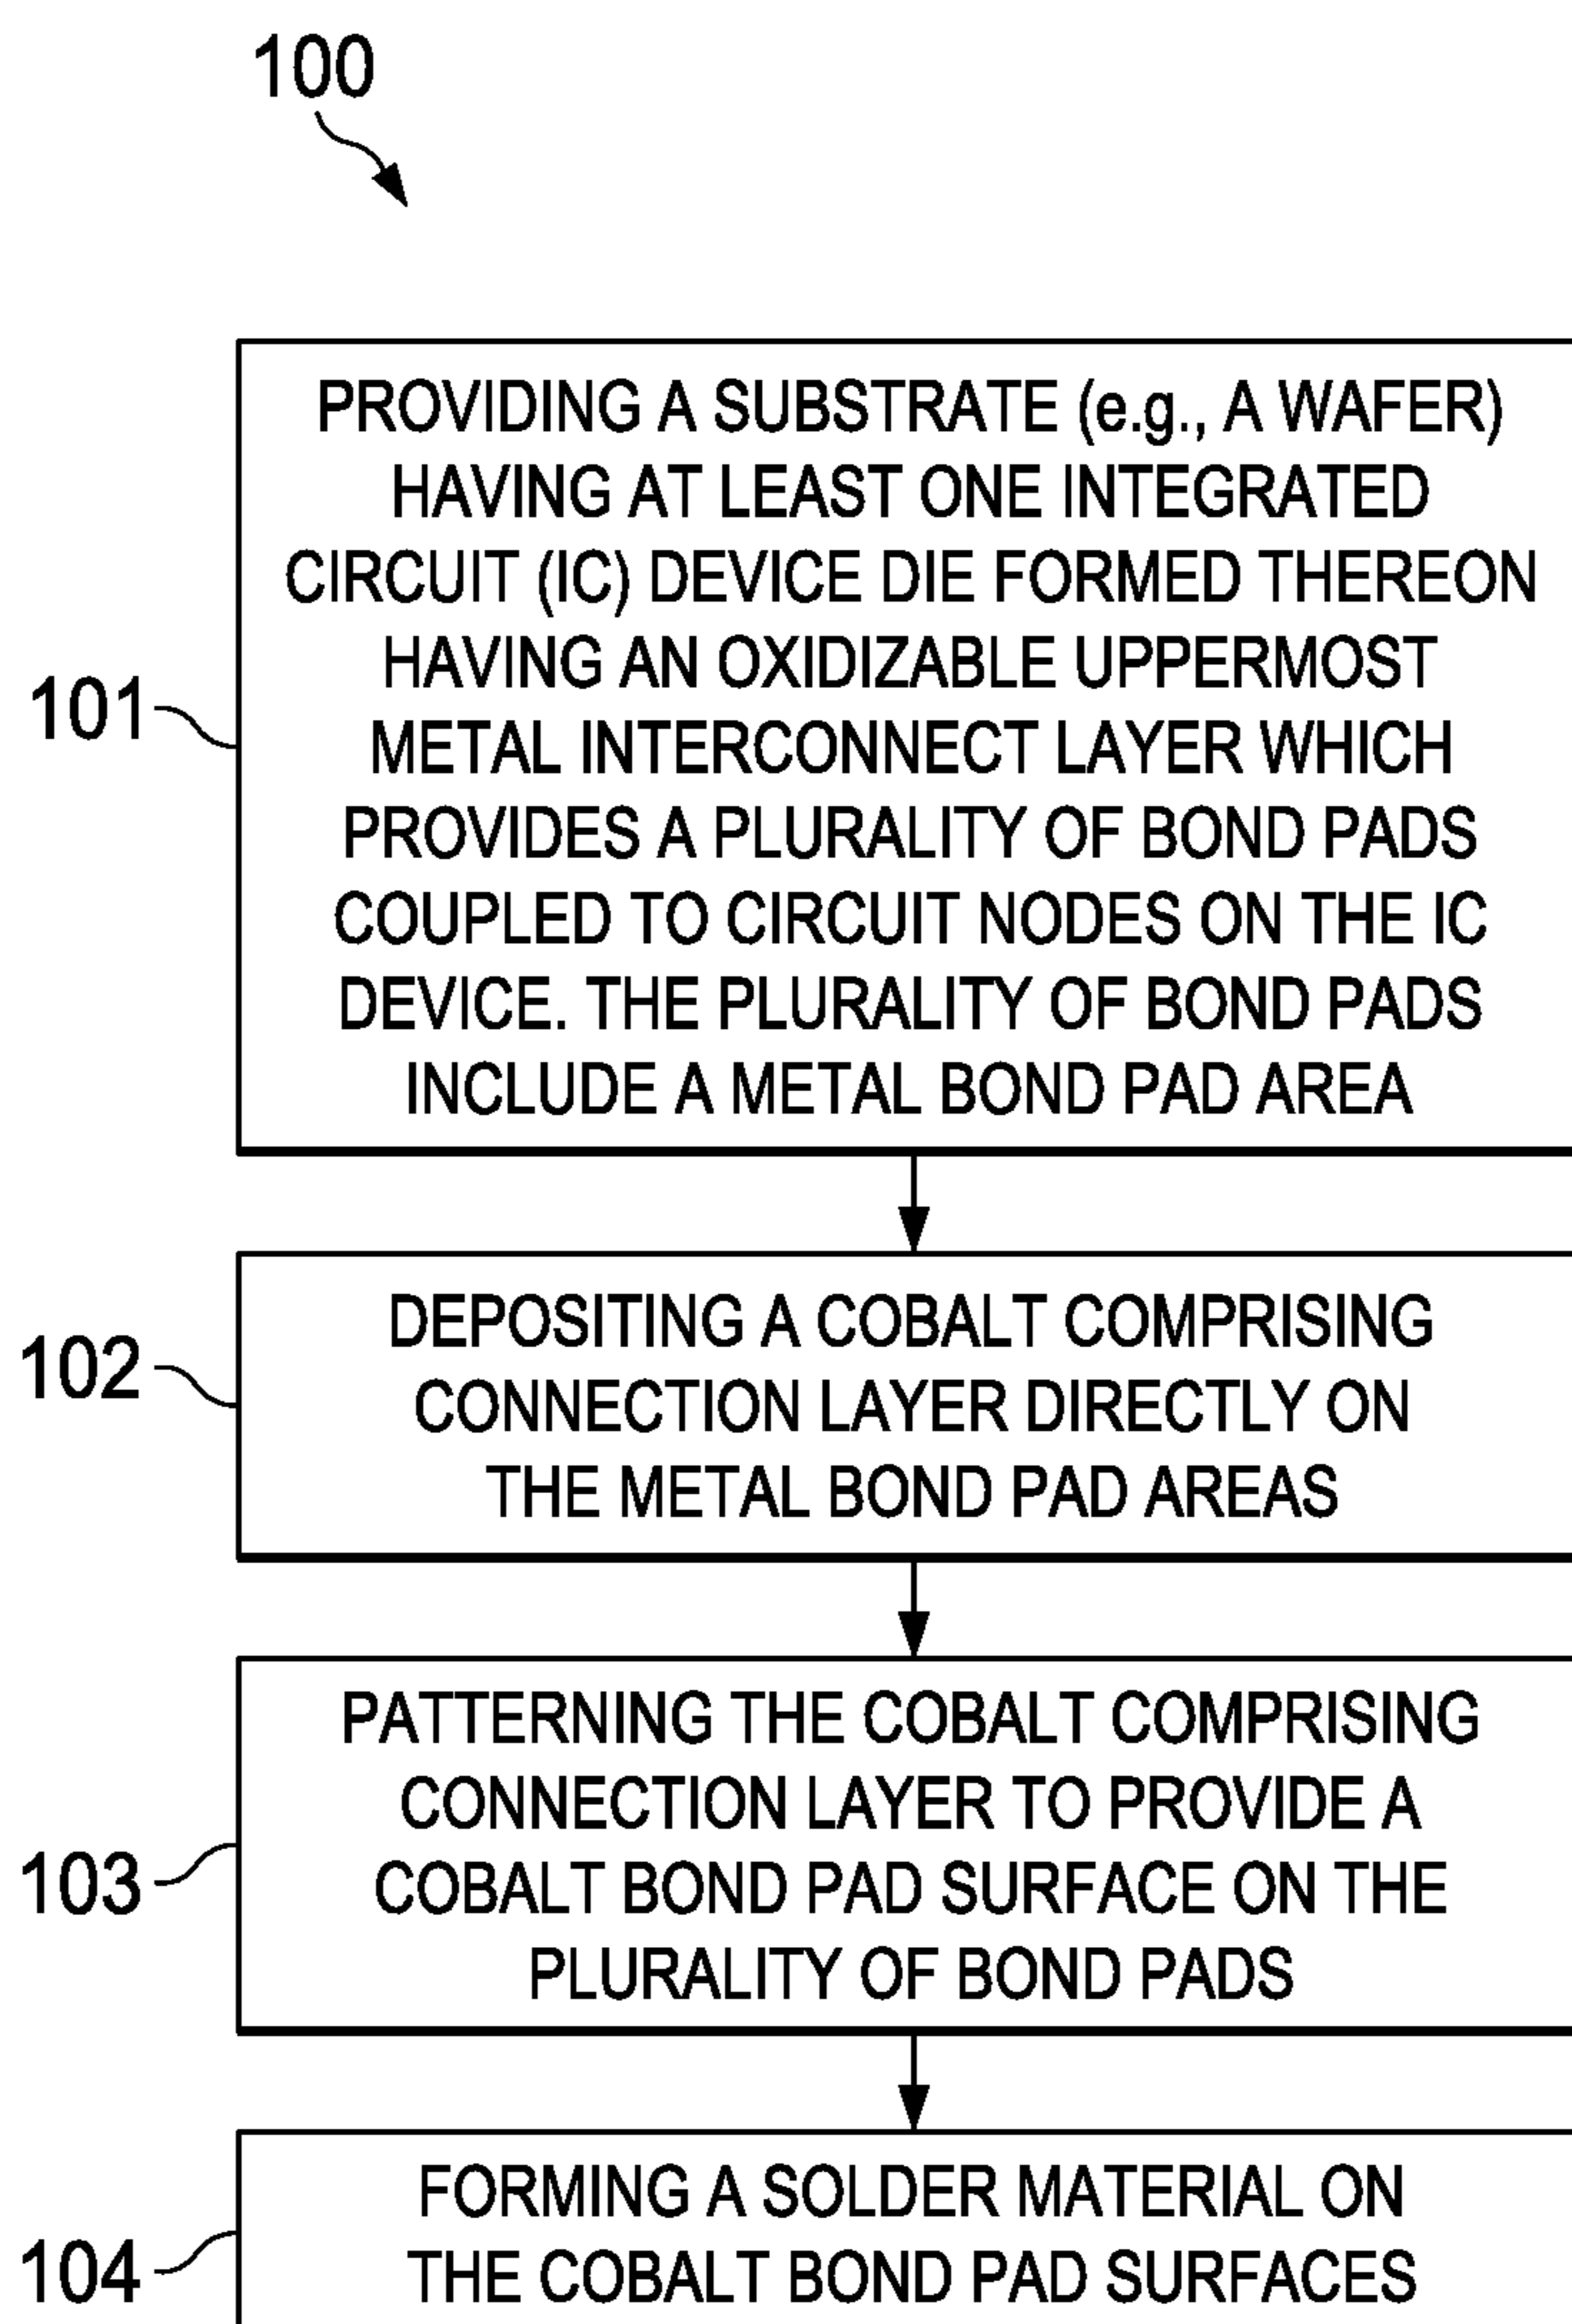 100
PROVIDING A SUBSTRATE (e.g., A WAFER)
HAVING AT LEAST ONE INTEGRATED
CIRCUIT (IC) DEVICE DIE FORMED THEREON
HAVING AN OXIDIZABLE UPPERMOST
METAL INTERCONNECT LAYER WHICH
PROVIDES A PLURALITY OF BOND PADS
COUPLED TO CIRCUIT NODES ON THE IC
DEVICE. THE PLURALITY OF BOND PADS
INCLUDE A METAL BOND PAD AREA
101
DEPOSITING A COBALT COMPRISING
CONNECTION LAYER DIRECTLY ON
THE METAL BOND PAD AREAS
102
PATTERNING THE COBALT COMPRISING
CONNECTION LAYER TO PROVIDE A
COBALT BOND PAD SURFACE ON THE
PLURALITY OF BOND PADS
103
FORMING A SOLDER MATERIAL ON
THE COBALT BOND PAD SURFACES
104